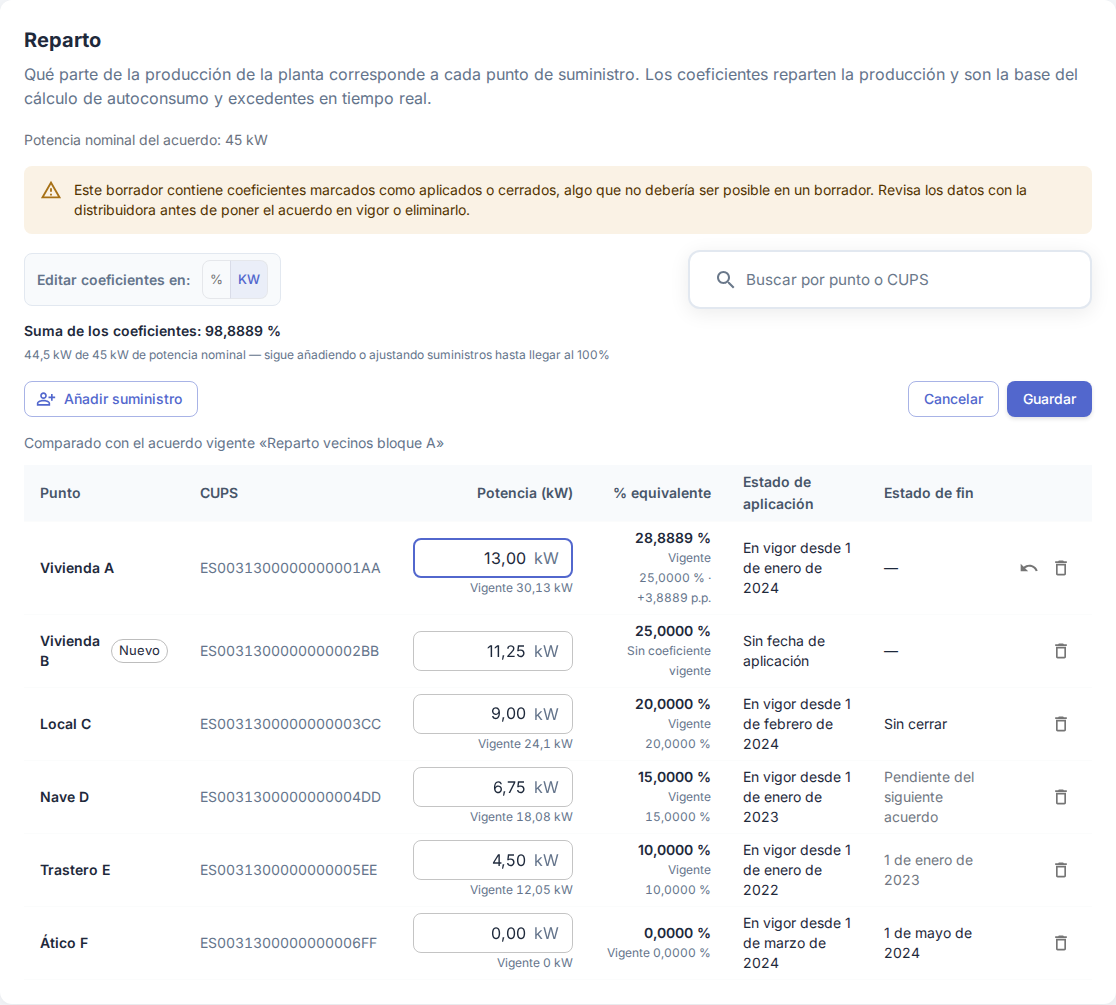 Reparto
Qué parte de la producción de la planta corresponde a cada punto de suministro. Los coeficientes reparten la producción y son la base del
cálculo de autoconsumo y excedentes en tiempo real.
Potencia nominal del acuerdo: 45 kW
Este borrador contiene coeficientes marcados como aplicados o cerrados, algo que no debería ser posible en un borrador. Revisa los datos con la
distribuidora antes de poner el acuerdo en vigor o eliminarlo.
Editar coeficientes en: % KW
Buscar por punto o CUPS
Suma de los coeficientes: 98,8889 %
44,5 kW de 45 kW de potencia nominal — sigue añadiendo o ajustando suministros hasta llegar al 100%
Añadir suministro
Cancelar
Guardar
Comparado con el acuerdo vigente «Reparto vecinos bloque A»
Punto
CUPS
Potencia (kW)
% equivalente
Estado de
aplicación
Estado de fin
Vivienda A
ES0031300000000001AA
13,00 kW
Vigente 30,13 kW
28,8889 %
Vigente
25,0000 % ·
+3,8889 p.p.
En vigor desde 1
de enero de
2024
—
Vivienda
B
Nuevo
ES0031300000000002BB
11,25 kW
25,0000 %
Sin coeficiente
vigente
Sin fecha de
aplicación
—
Local C
ES0031300000000003CC
9,00 kW
Vigente 24,1 kW
20,0000 %
Vigente
20,0000 %
En vigor desde 1
de febrero de
2024
Sin cerrar
Nave D
ES0031300000000004DD
6,75 kW
Vigente 18,08 kW
15,0000 %
Vigente
15,0000 %
En vigor desde 1
de enero de
2023
Pendiente del
siguiente
acuerdo
Trastero E
ES0031300000000005EE
4,50 kW
Vigente 12,05 kW
10,0000 %
Vigente
10,0000 %
En vigor desde 1
de enero de
2022
1 de enero de
2023
Ático F
ES0031300000000006FF
0,00 kW
Vigente 0 kW
0,0000 %
Vigente 0,0000 %
En vigor desde 1
de marzo de
2024
1 de mayo de
2024